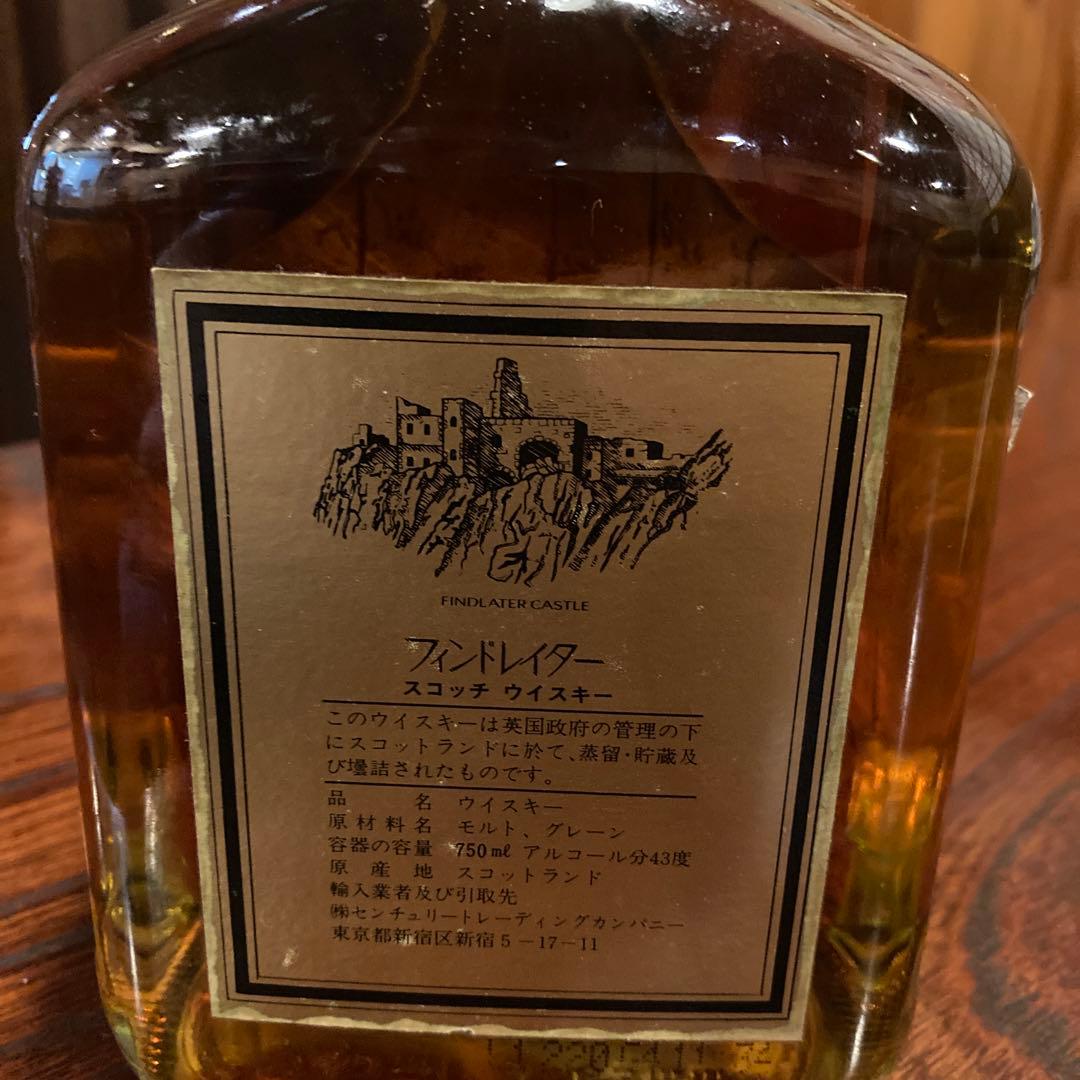 FINDLATER CASTLE
フィンドレイター
スコッチ ウイスキー
このウイスキーは英国政府の管理の下
にスコットランドに於て、蒸留・貯蔵及
び壜詰されたものです。
品名 ウイスキー
原材料名 モルト、グレーン
容器の容量 750㎖ アルコール分43度
原産地 スコットランド
輸入業者及び引取先
㈱センチュリートレーディングカンパニー
東京都新宿区新宿5-17-11